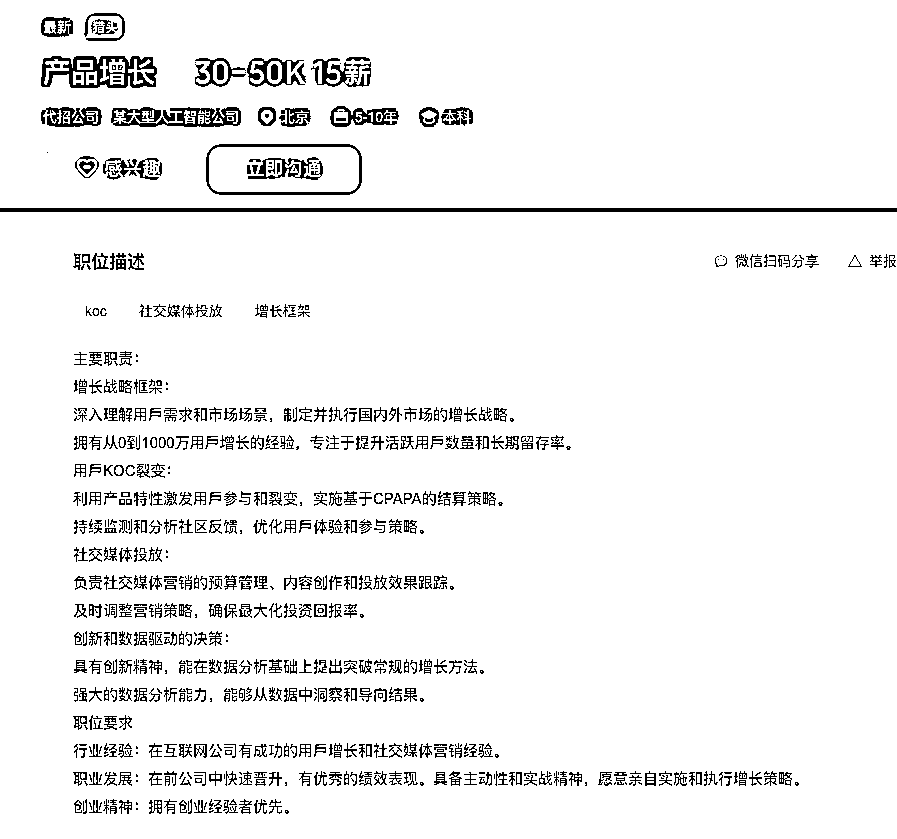 最新 猎头
产品增长 30-50K 15薪
代招公司 某大型人工智能公司 北京 5-10年 本科
感兴趣 立即沟通
职位描述 微信扫码分享 举报
koc 社交媒体投放 增长框架
主要职责：
增长战略框架：
深入理解用戶需求和市场场景，制定并执行国内外市场的增长战略。
拥有从0到1000万用戶增长的经验，专注于提升活跃用戶数量和长期留存率。
用戶KOC裂变：
利用产品特性激发用戶参与和裂变，实施基于CPAPA的结算策略。
持续监测和分析社区反馈，优化用戶体验和参与策略。
社交媒体投放：
负责社交媒体营销的预算管理、内容创作和投放效果跟踪。
及时调整营销策略，确保最大化投资回报率。
创新和数据驱动的决策：
具有创新精神，能在数据分析基础上提出突破常规的增长方法。
强大的数据分析能力，能够从数据中洞察和导向结果。
职位要求
行业经验：在互联网公司有成功的用戶增长和社交媒体营销经验。
职业发展：在前公司中快速晋升，有优秀的绩效表现。具备主动性和实战精神，愿意亲自实施和执行增长策略。
创业精神：拥有创业经验者优先。